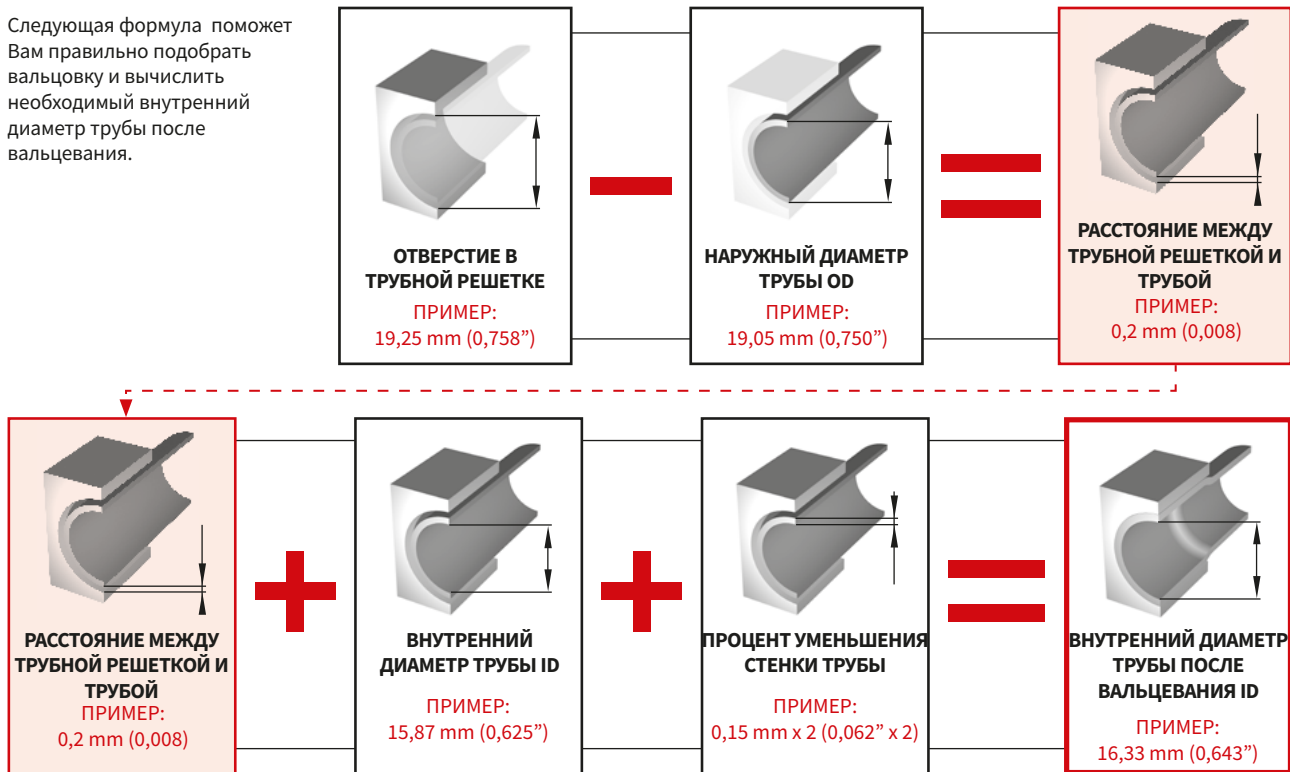 Следующая формула поможет
Вам правильно подобрать
вальцовку и вычислить
необходимый внутренний
диаметр трубы после
вальцевания.
ОТВЕРСТИЕ В
ТРУБНОЙ РЕШЕТКЕ
ПРИМЕР:
19,25 mm (0,758”)
НАРУЖНЫЙ ДИАМЕТР
ТРУБЫ OD
ПРИМЕР:
19,05 mm (0,750”)
РАССТОЯНИЕ МЕЖДУ
ТРУБНОЙ РЕШЕТКОЙ И
ТРУБОЙ
ПРИМЕР:
0,2 mm (0,008)
РАССТОЯНИЕ МЕЖДУ
ТРУБНОЙ РЕШЕТКОЙ И
ТРУБОЙ
ПРИМЕР:
0,2 mm (0,008)
ВНУТРЕННИЙ
ДИАМЕТР ТРУБЫ ID
ПРИМЕР:
15,87 mm (0,625”)
ПРОЦЕНТ УМЕНЬШЕНИЯ
СТЕНКИ ТРУБЫ
ПРИМЕР:
0,15 mm x 2 (0,062” x 2)
ВНУТРЕННИЙ ДИАМЕТР
ТРУБЫ ПОСЛЕ
ВАЛЬЦЕВАНИЯ ID
ПРИМЕР:
16,33 mm (0,643”)